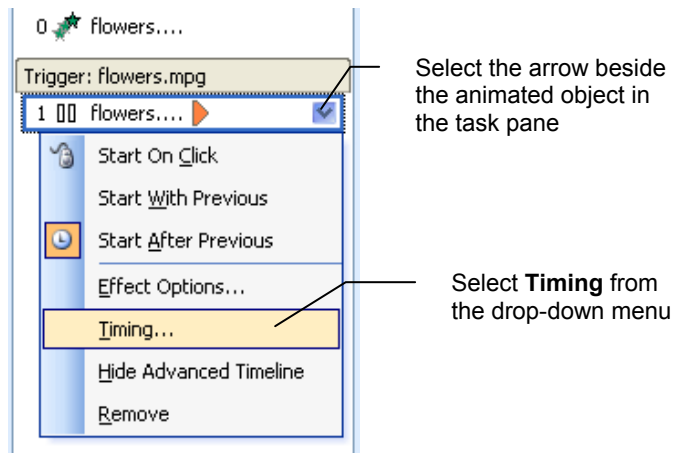 0 flowers....
Trigger: flowers.mpg
1 flowers....
Start On Click
Start With Previous
Start After Previous
Effect Options...
Timing...
Hide Advanced Timeline
Remove
Select the arrow beside
the animated object in
the task pane
Select Timing from
the drop-down menu